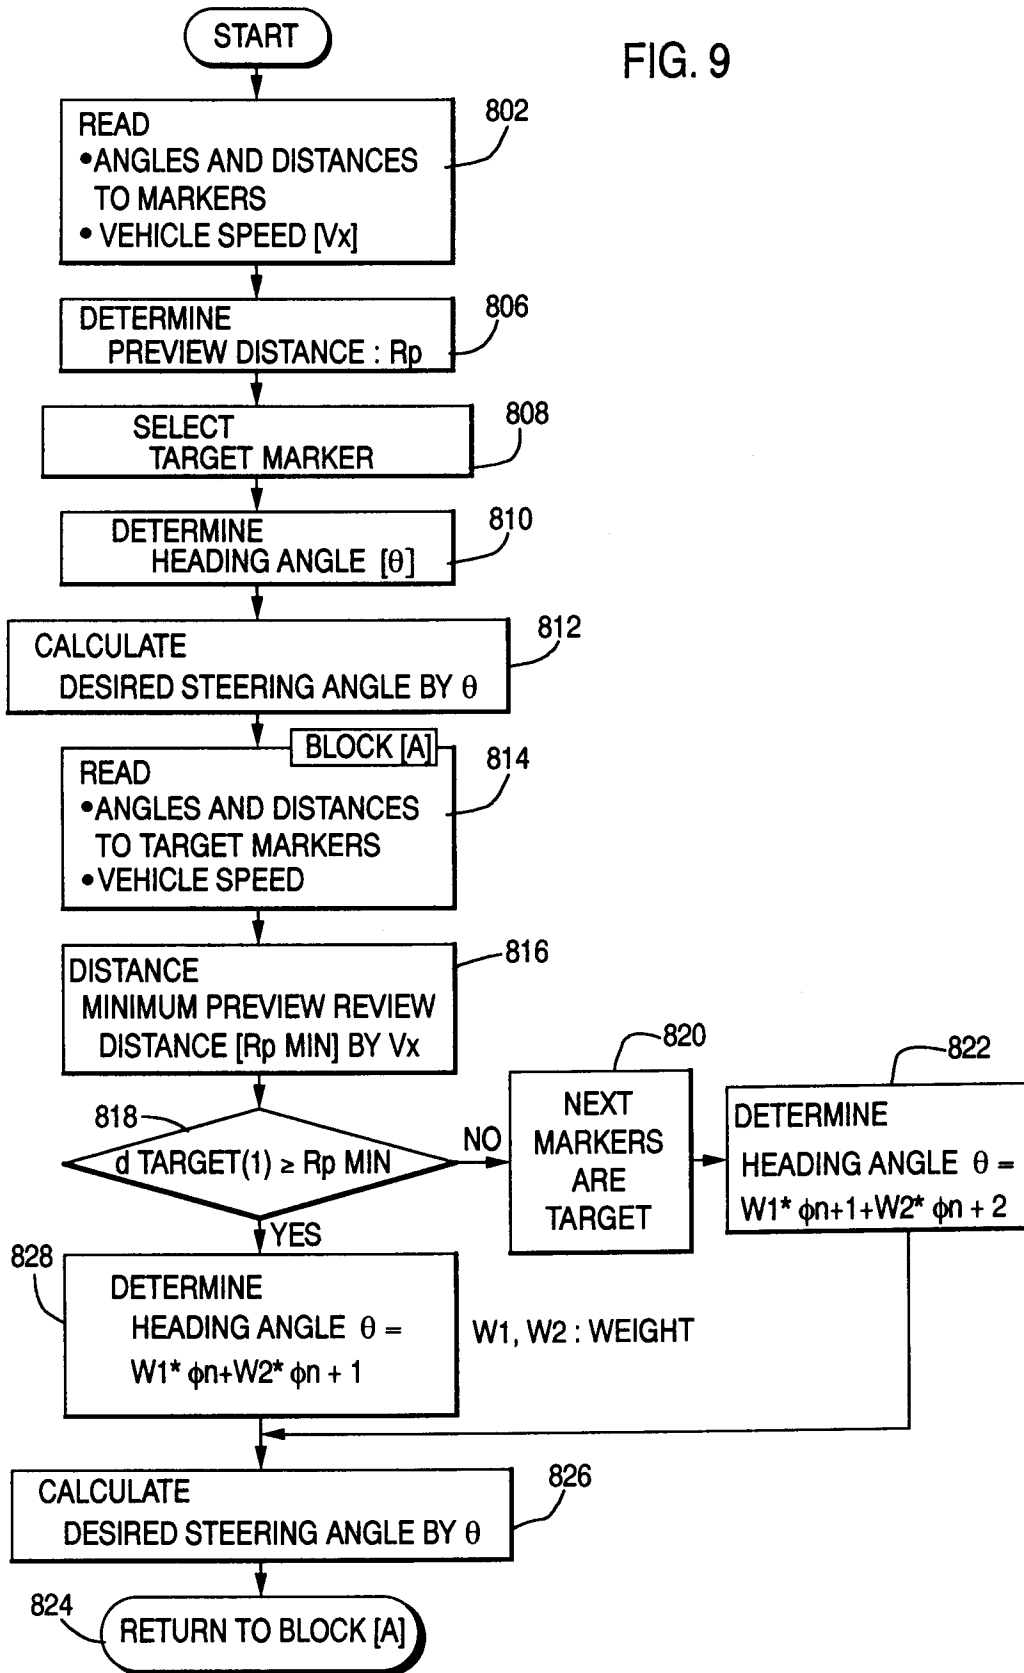 START
FIG. 9
802
READ
•ANGLES AND DISTANCES
TO MARKERS
• VEHICLE SPEED [Vx]
806
DETERMINE
PREVIEW DISTANCE : Rp
808
SELECT
TARGET MARKER
810
DETERMINE
HEADING ANGLE [θ]
812
CALCULATE
DESIRED STEERING ANGLE BY θ
BLOCK [A]
814
READ
•ANGLES AND DISTANCES
TO TARGET MARKERS
•VEHICLE SPEED
816
DISTANCE
MINIMUM PREVIEW REVIEW
DISTANCE [Rp MIN] BY Vx
818
d TARGET(1) ≥ Rp MIN
NO
820
NEXT
MARKERS
ARE
TARGET
822
DETERMINE
HEADING ANGLE θ =
W1* ϕn+1+W2* ϕn + 2
YES
828
DETERMINE
HEADING ANGLE θ =
W1* ϕn+W2* ϕn + 1
W1, W2 : WEIGHT
826
CALCULATE
DESIRED STEERING ANGLE BY θ
824
RETURN TO BLOCK [A]